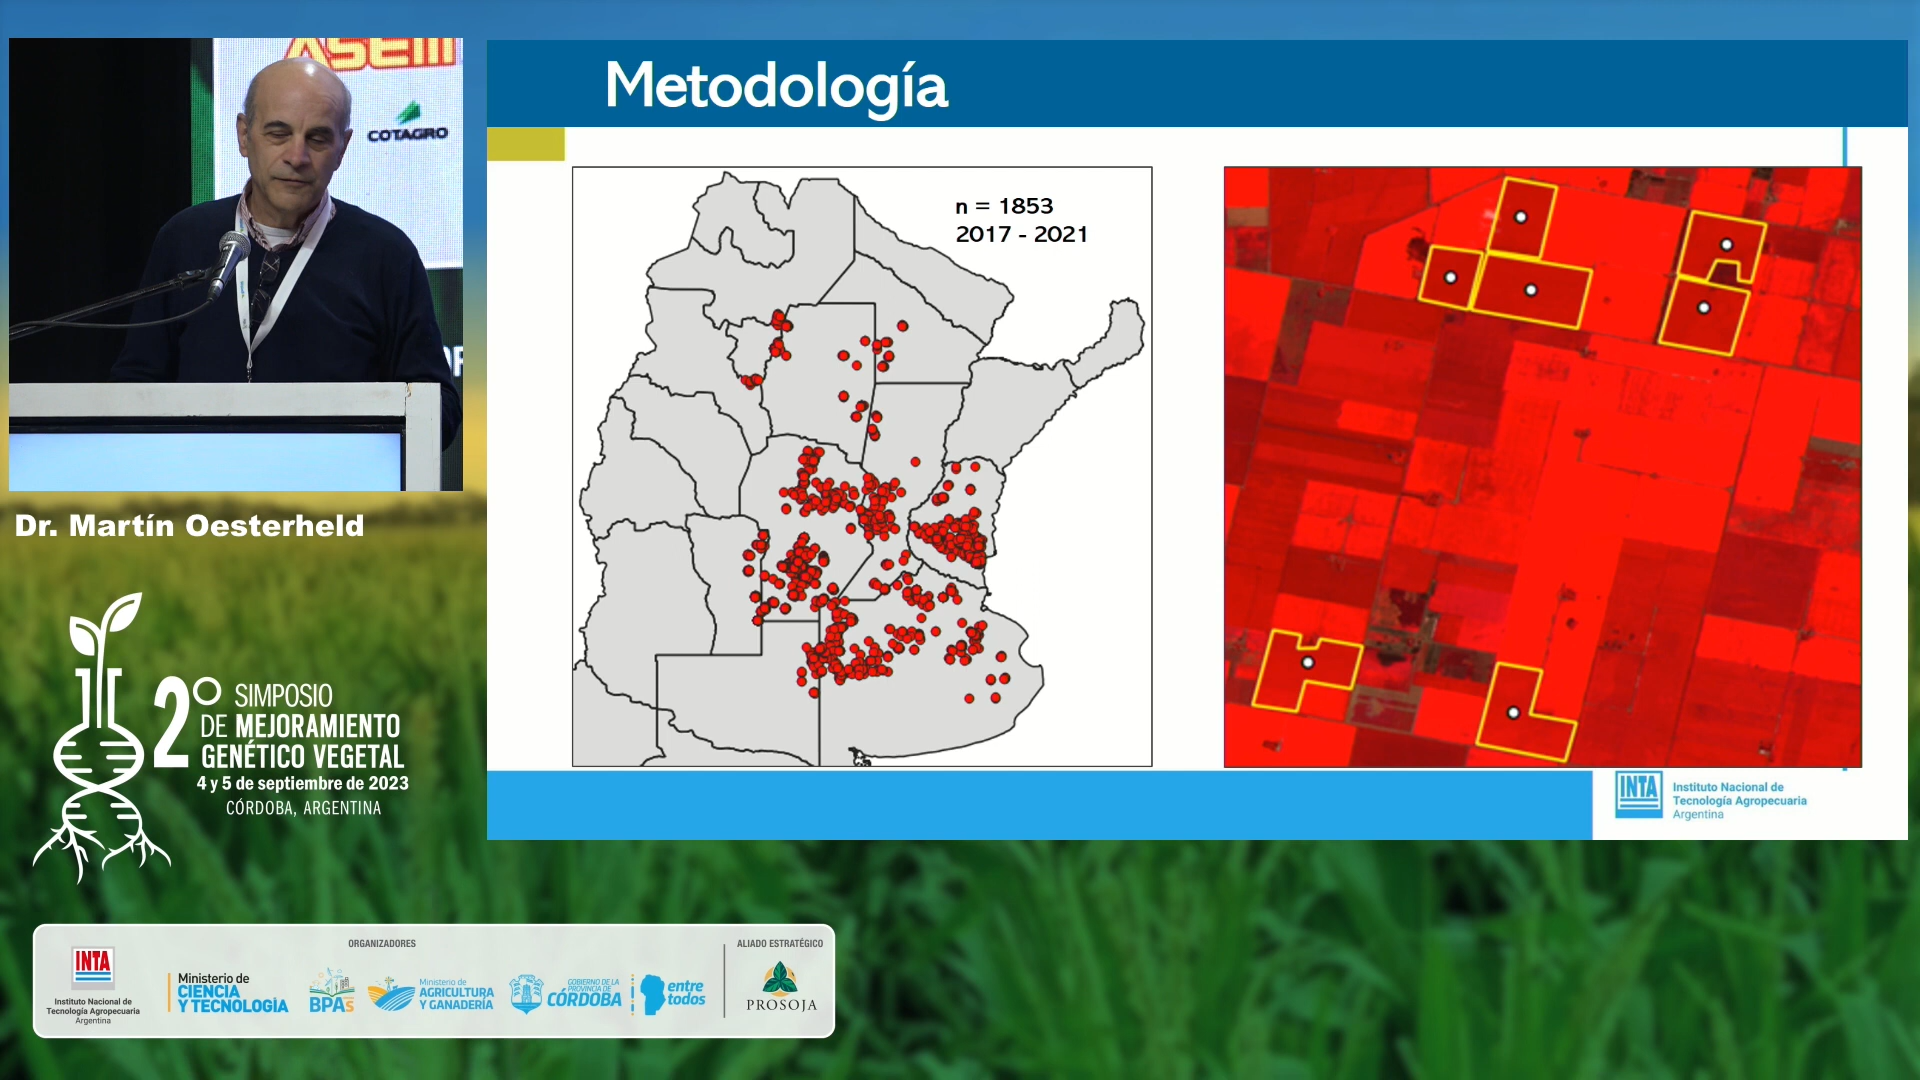 ASEM
COTAGRO
Dr. Martín Oesterheld
2° SIMPOSIO
DE MEJORAMIENTO
GENÉTICO VEGETAL
4 y 5 de septiembre de 2023
CÓRDOBA, ARGENTINA
Metodología
n = 1853
2017 - 2021
INTA
Instituto Nacional de
Tecnología Agropecuaria
Argentina
ORGANIZADORES
INTA
Instituto Nacional de
Tecnología Agropecuaria
Argentina
Ministerio de
CIENCIA
Y TECNOLOGÍA
BPAs
Ministerio de
AGRICULTURA
Y GANADERÍA
GOBIERNO DE LA
PROVINCIA DE
CÓRDOBA
entre
todos
ALIADO ESTRATÉGICO
PROSOJA